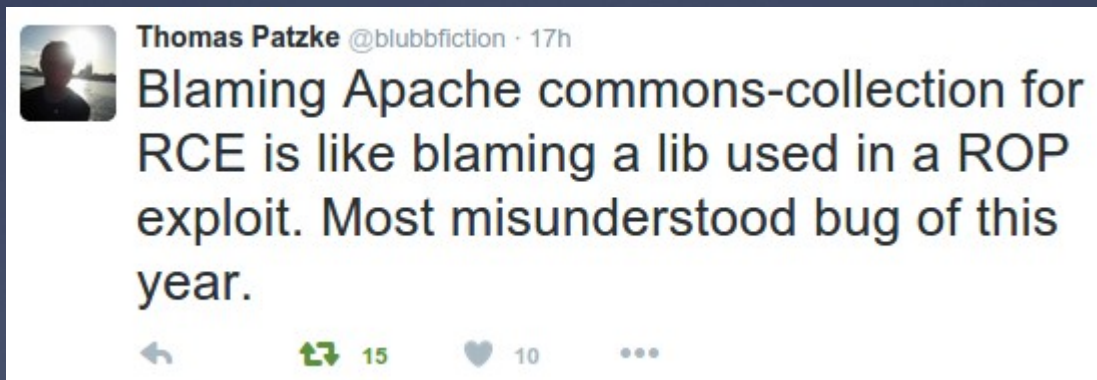 Thomas Patzke @blubbfiction · 17h
Blaming Apache commons-collection for
RCE is like blaming a lib used in a ROP
exploit. Most misunderstood bug of this
year.
15 10